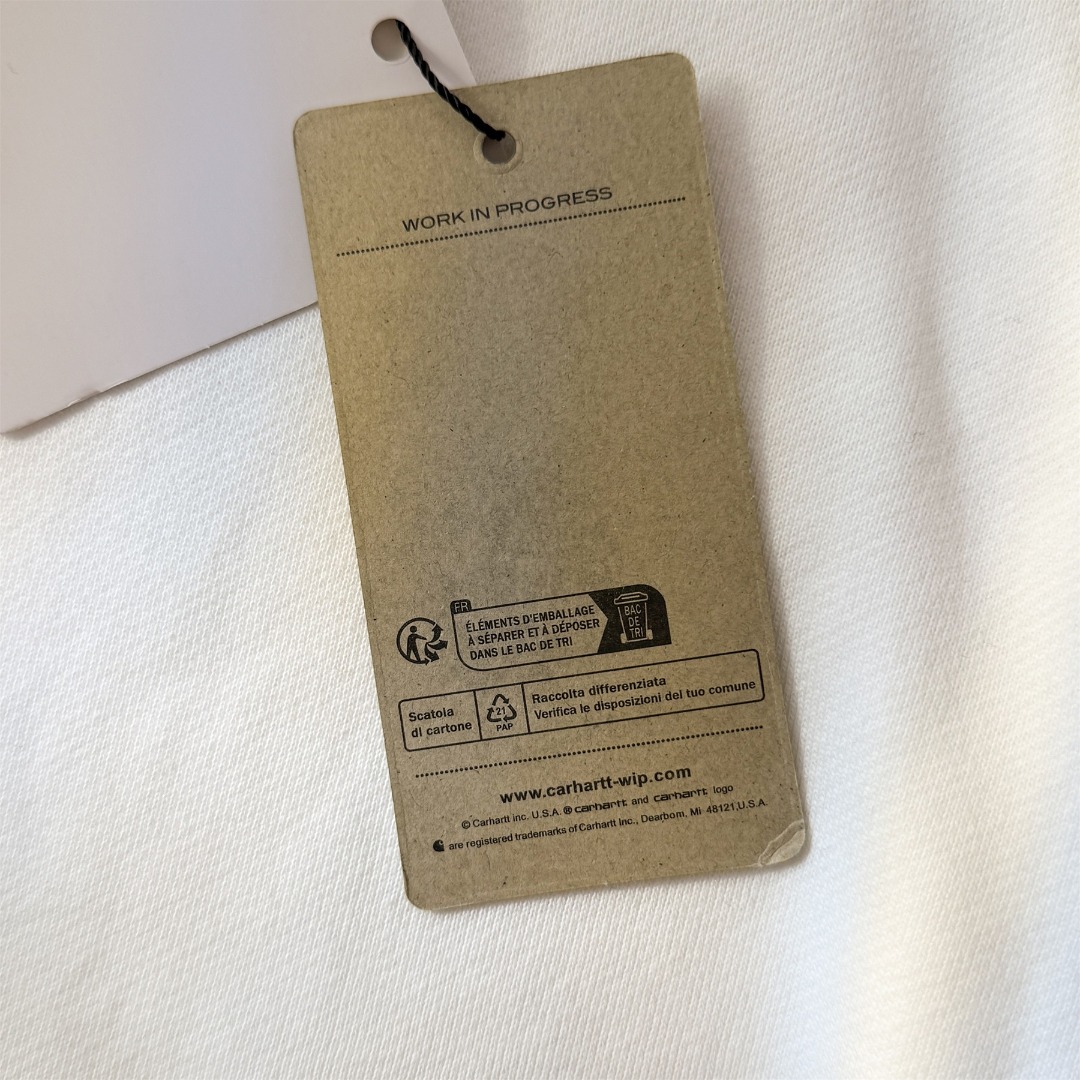 WORK IN PROGRESS
FR
ÉLÉMENTS D'EMBALLAGE
À SÉPARER ET À DÉPOSER
DANS LE BAC DE TRI
BAC
DE
TRI
Scatola
di cartone
21
PAP
Raccolta differenziata
Verifica le disposizioni del tuo comune
www.carhartt-wip.com
© Carhartt inc. U.S.A. ® carhartt and carhartt logo
are registered trademarks of Carhartt Inc., Dearbom, Mi 48121,U.S.A.